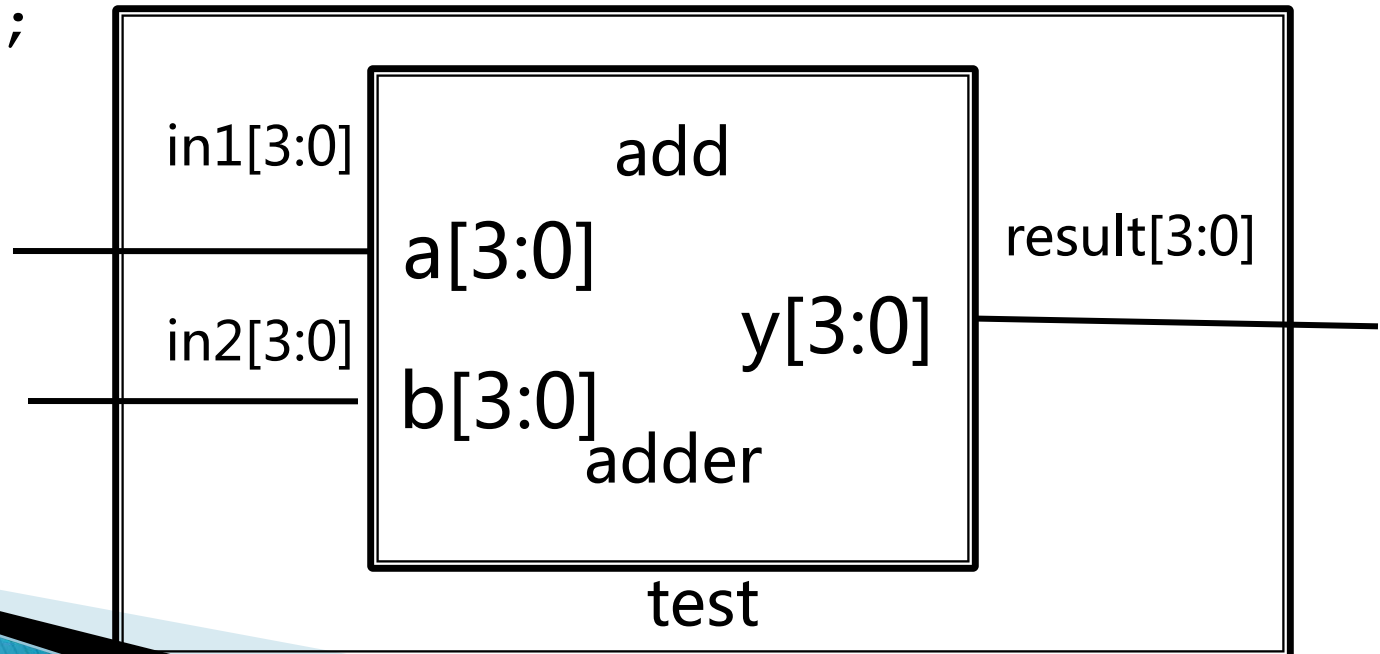 ;
in1[3:0]
add
a[3:0]
result[3:0]
in2[3:0]
y[3:0]
b[3:0]
adder
test